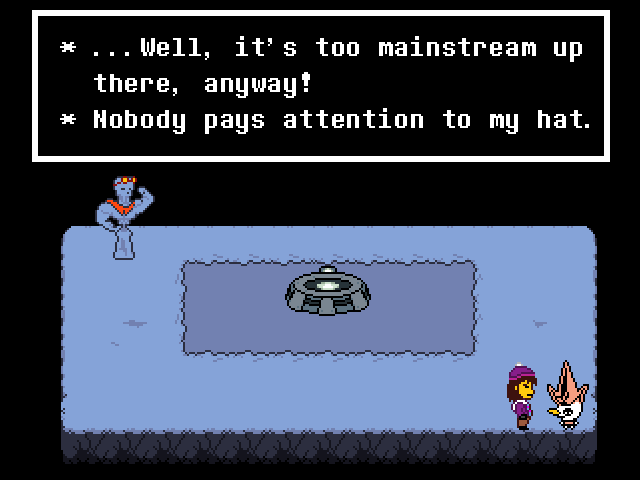 * ...Well, it's too mainstream up
there, anyway!
* Nobody pays attention to my hat.